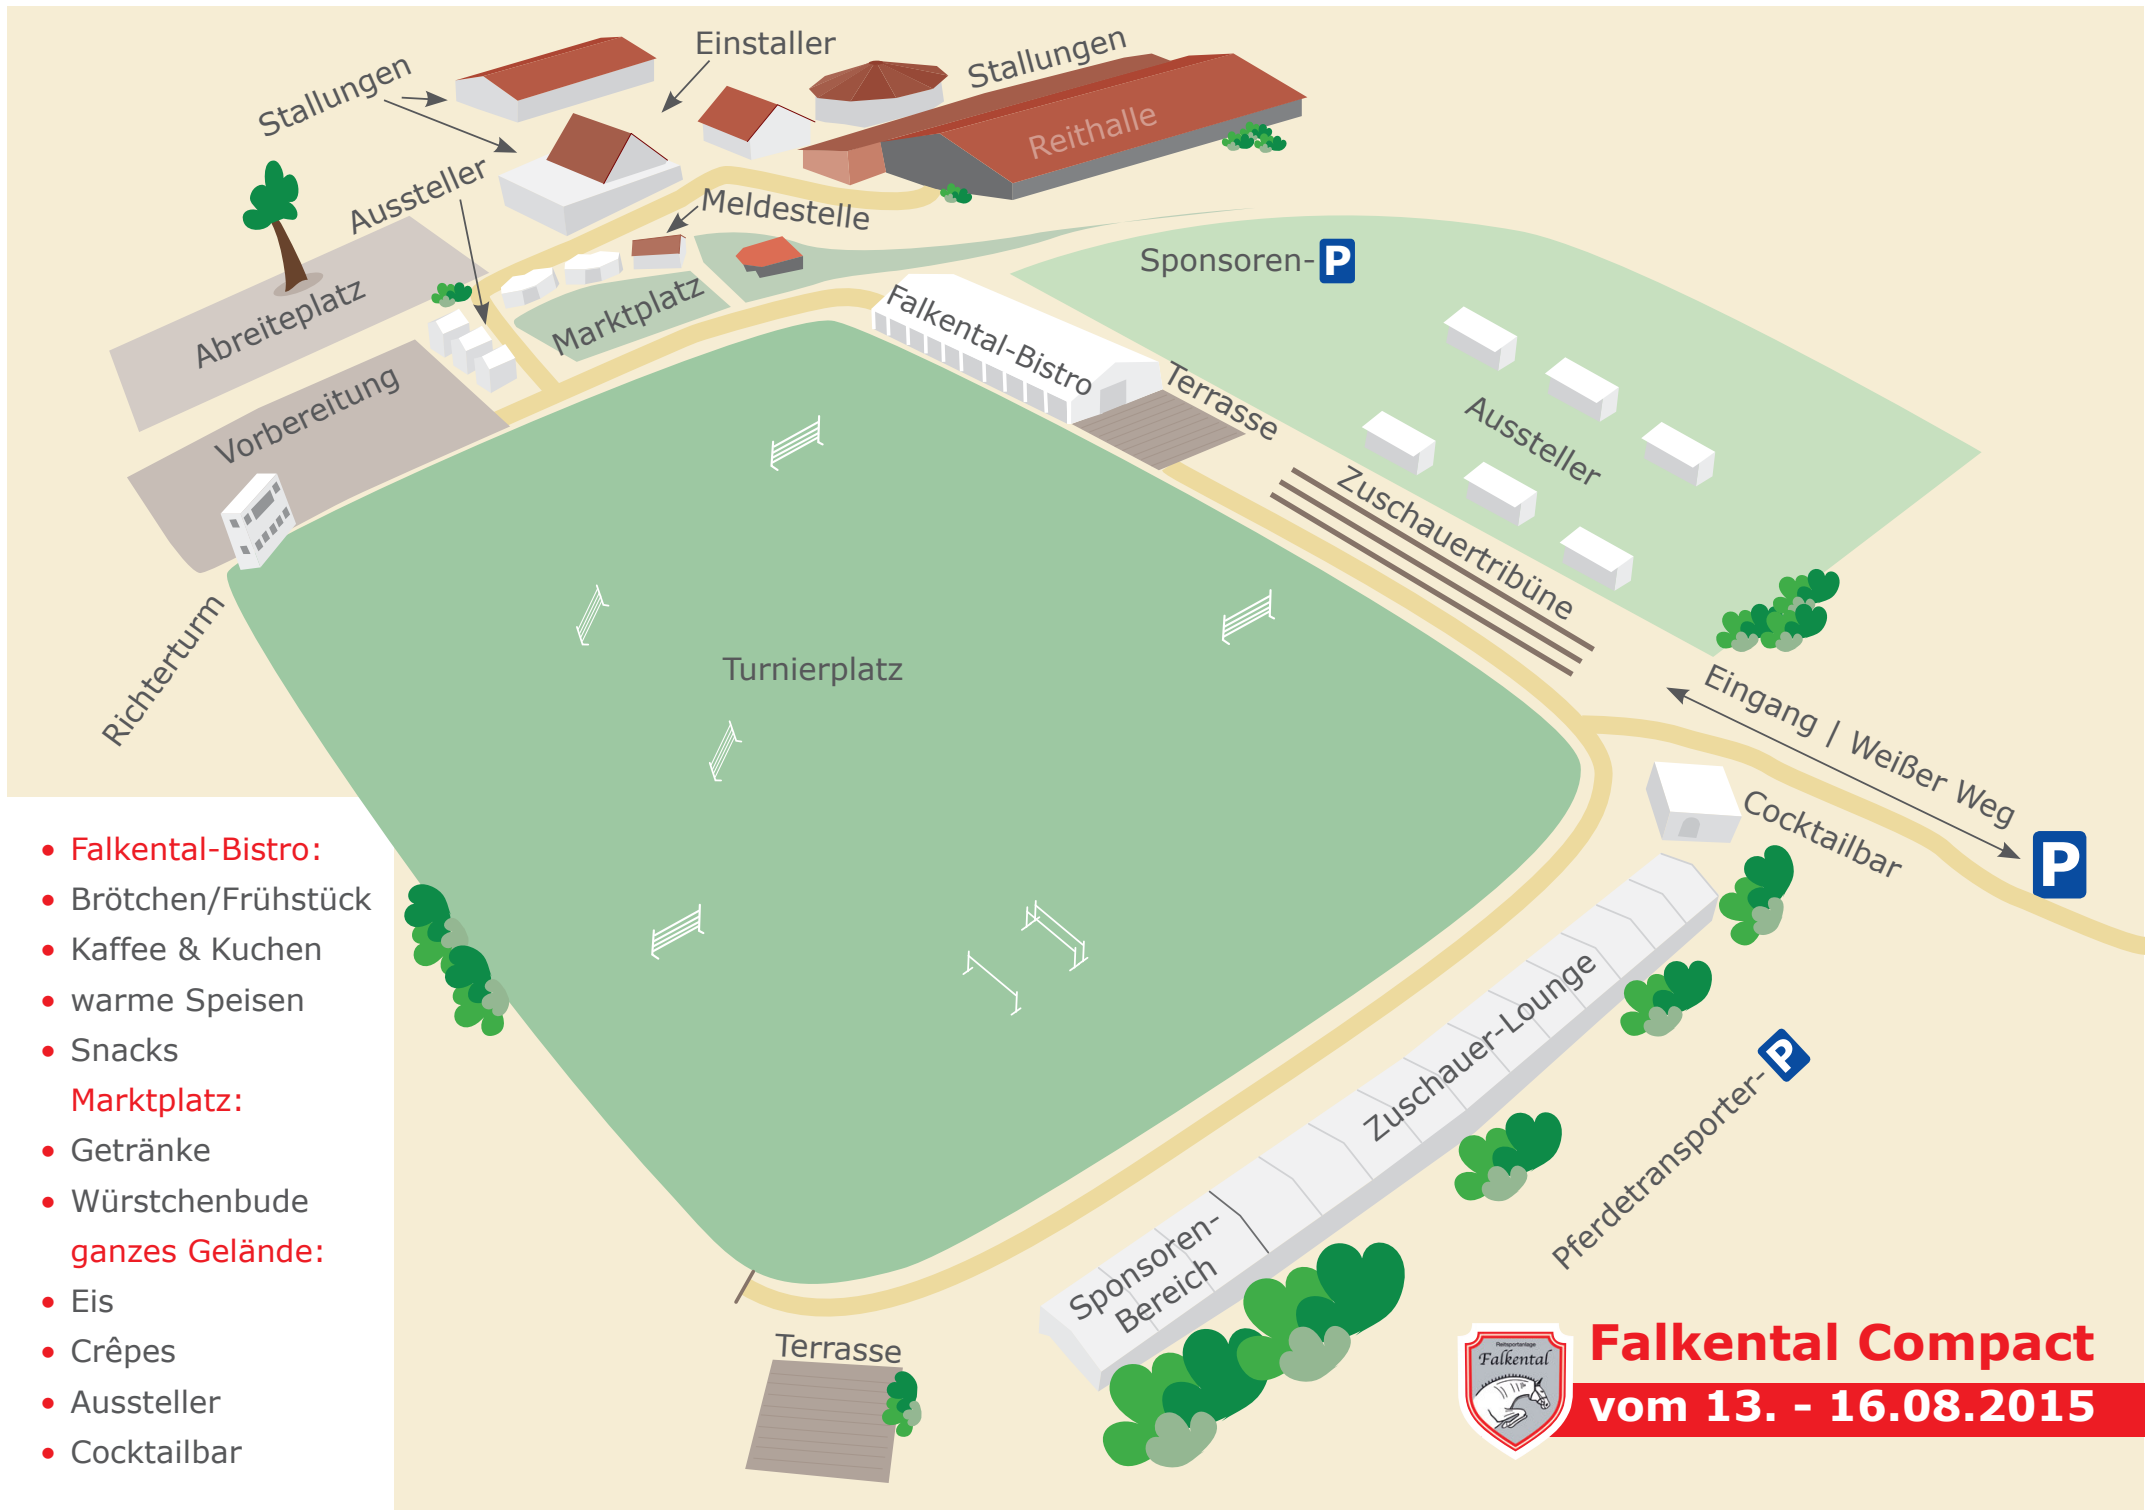 Einstaller
Stallungen
Stallungen
Reithalle
Aussteller
Meldestelle
Sponsoren-P
Abreiteplatz
Marktplatz
Falkental-Bistro
Terrasse
Vorbereitung
Aussteller
Zuschauertribüne
Richterturm
Turnierplatz
Eingang | Weißer Weg
P
Cocktailbar
Zuschauer-Lounge
Pferdetransporter-P
Sponsoren-
Bereich
Terrasse
• Falkental-Bistro:
• Brötchen/Frühstück
• Kaffee & Kuchen
• warme Speisen
• Snacks
Marktplatz:
• Getränke
• Würstchenbude
ganzes Gelände:
• Eis
• Crêpes
• Aussteller
• Cocktailbar
Reitsportanlage
Falkental
Falkental Compact
vom 13. - 16.08.2015